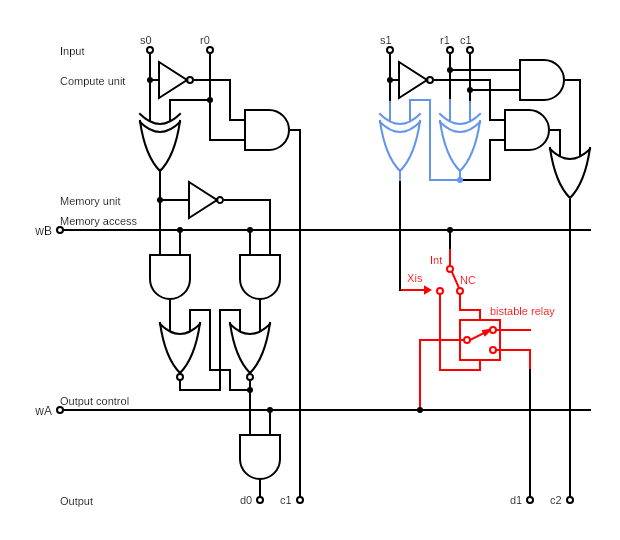 s0 r0 s1 r1 c1
Input
Compute unit
Memory unit
Memory access
wB
Int
Xis NC
bistable relay
Output control
wA
Output d0 c1 d1 c2